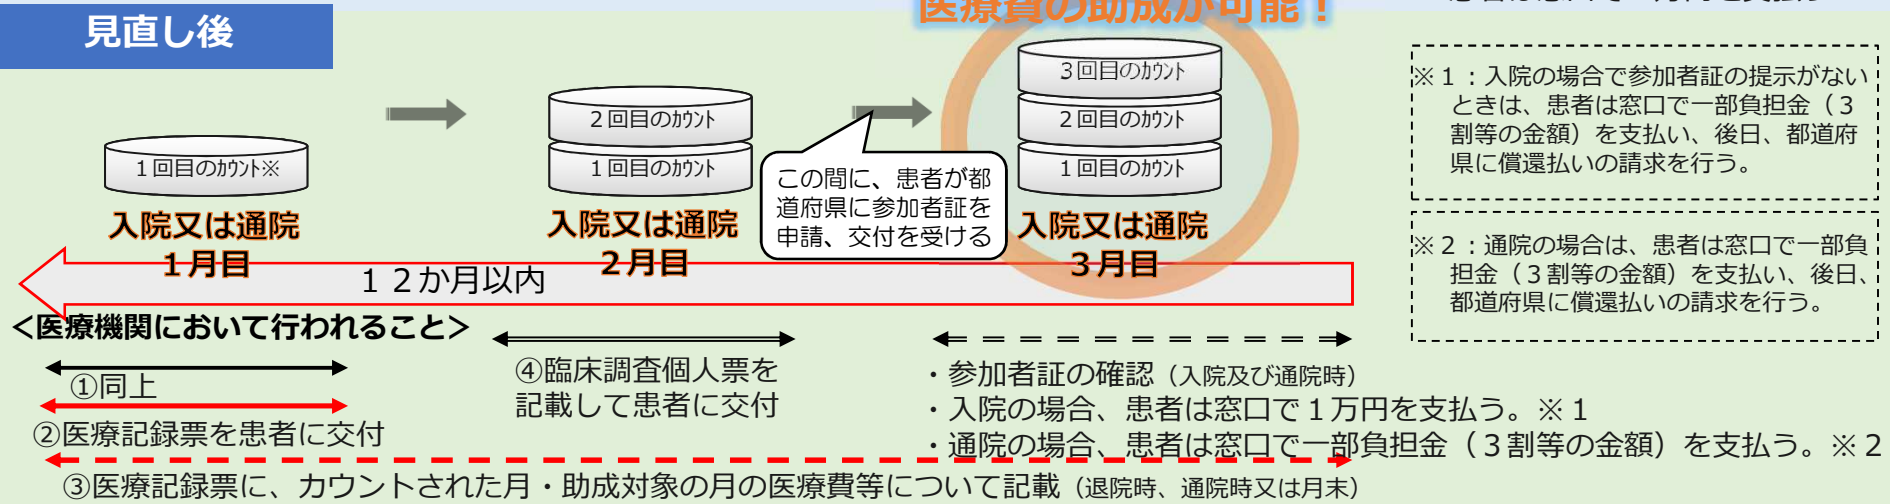 医療費の助成が可能！
見直し後
１回目のｶｳﾝﾄ※
２回目のｶｳﾝﾄ
１回目のｶｳﾝﾄ
３回目のｶｳﾝﾄ
２回目のｶｳﾝﾄ
１回目のｶｳﾝﾄ
この間に、患者が都
道府県に参加者証を
申請、交付を受ける
入院又は通院
１月目
入院又は通院
２月目
入院又は通院
３月目
１２か月以内
※１：入院の場合で参加者証の提示がない
ときは、患者は窓口で一部負担金（３
割等の金額）を支払い、後日、都道府
県に償還払いの請求を行う。
※２：通院の場合は、患者は窓口で一部負
担金（３割等の金額）を支払い、後日、
都道府県に償還払いの請求を行う。
＜医療機関において行われること＞
①同上
②医療記録票を患者に交付
④臨床調査個人票を
記載して患者に交付
・参加者証の確認（入院及び通院時）
・入院の場合、患者は窓口で１万円を支払う。※１
・通院の場合、患者は窓口で一部負担金（３割等の金額）を支払う。※２
③医療記録票に、カウントされた月・助成対象の月の医療費等について記載（退院時、通院時又は月末）